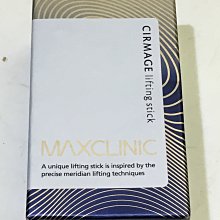 CIRMAGE lifting stick
MAXCLINIC
A unique lifting stick is inspired by the
precise meridian lifting techniques